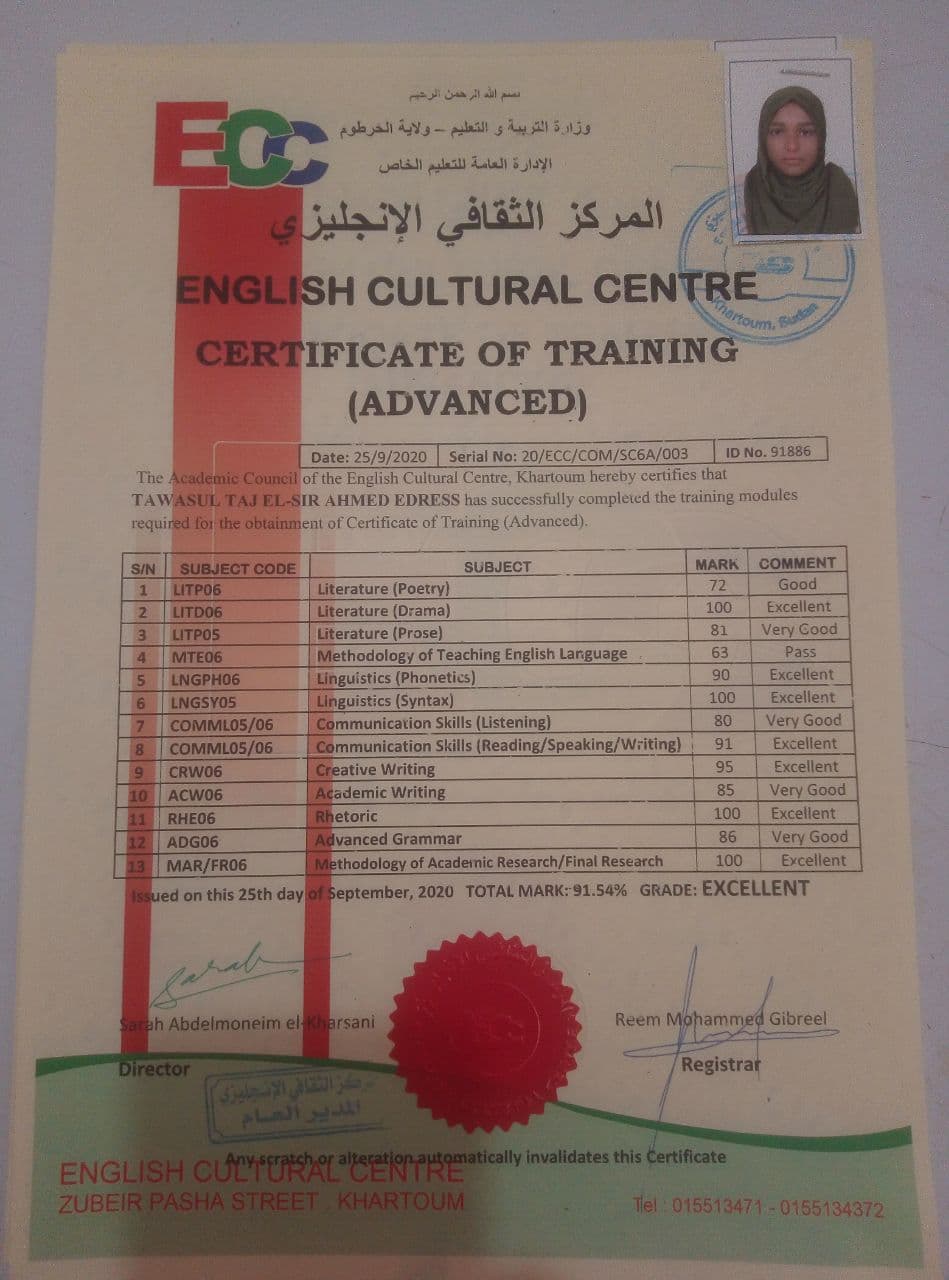 بسم الله الرحمن الرحيم
ECC
وزارة التربية و التعليم – ولاية الخرطوم
الإدارة العامة للتعليم الخاص
المركز الثقافي الإنجليزي
ENGLISH CULTURAL CENTRE
Khartoum, Sudan
CERTIFICATE OF TRAINING
(ADVANCED)
Date: 25/9/2020 Serial No: 20/ECC/COM/SC6A/003 ID No. 91886
The Academic Council of the English Cultural Centre, Khartoum hereby certifies that
TAWASUL TAJ EL-SIR AHMED EDRESS has successfully completed the training modules
required for the obtainment of Certificate of Training (Advanced).
S/N SUBJECT CODE SUBJECT MARK COMMENT
1 LITP06 Literature (Poetry) 72 Good
2 LITD06 Literature (Drama) 100 Excellent
3 LITP05 Literature (Prose) 81 Very Good
4 MTE06 Methodology of Teaching English Language 63 Pass
5 LNGPH06 Linguistics (Phonetics) 90 Excellent
6 LNGSY05 Linguistics (Syntax) 100 Excellent
7 COMML05/06 Communication Skills (Listening) 80 Very Good
8 COMML05/06 Communication Skills (Reading/Speaking/Writing) 91 Excellent
9 CRW06 Creative Writing 95 Excellent
10 ACW06 Academic Writing 85 Very Good
11 RHE06 Rhetoric 100 Excellent
12 ADG06 Advanced Grammar 86 Very Good
13 MAR/FR06 Methodology of Academic Research/Final Research 100 Excellent
Issued on this 25th day of September, 2020 TOTAL MARK: 91.54% GRADE: EXCELLENT
Sarah
Sarah Abdelmoneim el-Kharsani
Reem Mohammed Gibreel
Director
Registrar
مركز الثقافي الإنجليزي
المدير العام
Any scratch or alteration automatically invalidates this Certificate
ENGLISH CULTURAL CENTRE
ZUBEIR PASHA STREET . KHARTOUM
Tel : 015513471 - 0155134372